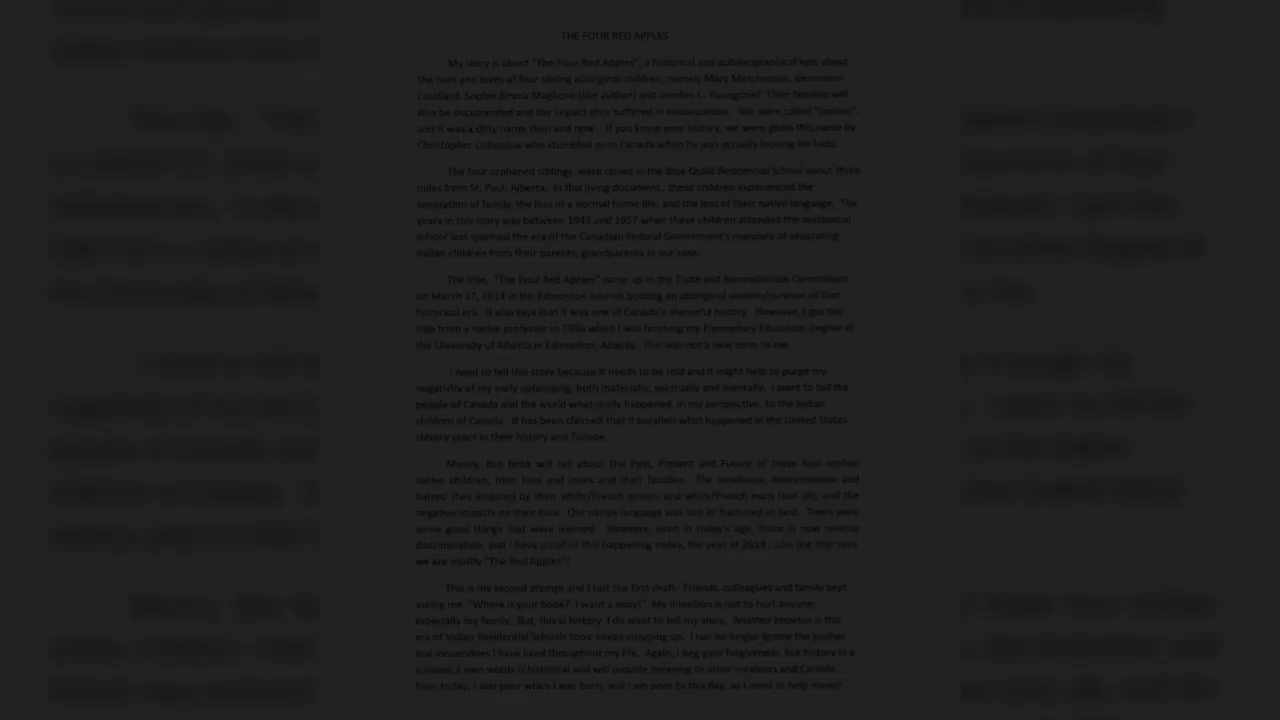 THE FOUR RED APPLES
My story is about "The Four Red Apples", a historical and autobiographical epic about
the lives and loves of four sibling aboriginal children, namely Mary Genevieve
Couillard, Sophie Emma Maglione (the author) and Gordon C. Youngchief. Their families will
also be documented and the impact they suffered in consequence. We were called "Indians",
and it was a dirty name then and now. If you know your history, we were given this name by
Christopher Columbus who stumbled onto Canada when he was actually looking for India.
The four orphaned siblings were raised in the Blue Quills Residential School about three
miles from St. Paul, Alberta. In this living document, these children experienced the
separation of family, the loss of a normal home life, and the loss of their native language. The
years in this story was between 1943 and 1957 when these children attended the residential
school and spanned the era of the Canadian Federal Government's mandate of separating
Indian children from their parents, grandparents in our case.
The title, "The Four Red Apples" came up in the Truth and Reconciliation Commission
on March 27, 2014 in the Edmonton Journal quoting an aboriginal woman/survivor of that
historical era. It also says that it was one of Canada's shameful history. However, I got this
title from a native professor in 1996 when I was finishing my Elementary Education Degree at
the University of Alberta in Edmonton, Alberta. This was not a new term to me.
I need to tell this story because it needs to be told and it might help to purge my
negativity of my early upbringing, both materially, spiritually and mentally. I want to tell the
people of Canada and the world what really happened, in my perspective, to the Indian
children of Canada. It has been claimed that it parallels what happened in the United States
slavery years in their history and Europe.
Mostly, this book will tell about the Past, Present and Future of these four orphan
native children, their lives and loves and their families. The loneliness, and
hatred they endured by their white/French priests and white/French nuns (not all), and the
negative impacts on their lives. Our native language was lost or fractured at best. There were
some good things that were learned. However, even in today's age, there is now reverse
discrimination, and I have proof of this happening today, the year of 2014. Like the title says,
we are mostly "The Red Apples"!
This is my second attempt and I lost the first draft. Friends, colleagues and family kept
asking me, "Where is your book? I want a copy!" My intention is not to hurt anyone,
especially my family. But, this is history. I do want to tell my story. Another impetus is this
era of Indian Residential Schools topic keeps cropping up. I can no longer ignore the pushes
and innuendoes I have lived throughout my life. Again, I beg your forgiveness, but history in a
survivor's own words is historical and will provide meaning to other survivors and Canada.
Also, today, I was poor when I was born, and I am poor to this day, so I need to help myself